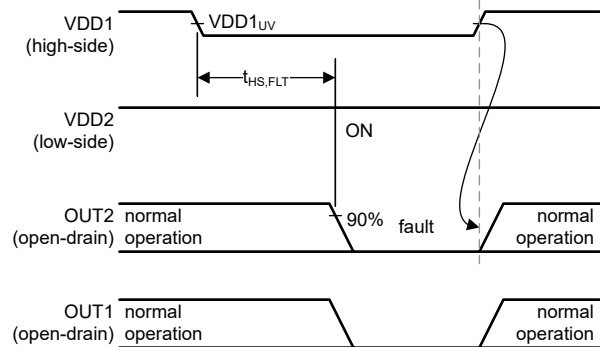 VDD1
(high-side)
VDD1UV
tHS,FLT
VDD2
(low-side)
ON
OUT2
(open-drain)
normal
operation
90%
fault
normal
operation
OUT1
(open-drain)
normal
operation
normal
operation